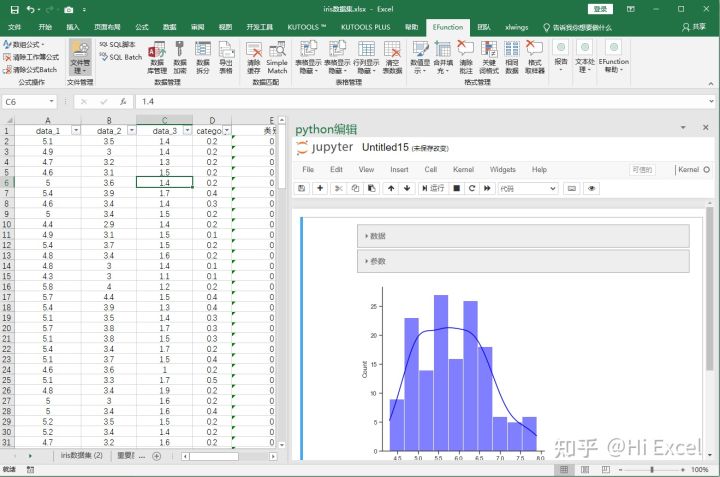 iris数据集.xlsx - Excel
登录
文件 开始 插入 页面布局 公式 数据 审阅 视图 开发工具 KUTOOLS ™ KUTOOLS PLUS 帮助 EFunction 团队 xlwings 告诉我你想要做什么 共享
数组公式
清除工作簿公式
清除公式Batch
文件管理
SQL SQL脚本
SQL SQL Batch
数据库管理
数据加密
数据拆分
导出表格
清除缓存
Simple Match
表格显示隐藏
表格显示隐藏
行列显示隐藏
清空表数据
数值显示
合并填充
清除批注
关键词模式
相同数据
格式取样器
报告
文本处理
EFunction帮助
公式操作 文件管理 数据管理 数据匹配 表格管理 格式管理
C6 fx 1.4
A B C D E
1 data_1 data_2 data_3 catego
2 5.1 3.5 1.4 0.2 0
3 4.9 3 1.4 0.2 0
4 4.7 3.2 1.3 0.2 0
5 4.6 3.1 1.5 0.2 0
6 5 3.6 1.4 0.2 0
7 5.4 3.9 1.7 0.4 0
8 4.6 3.4 1.4 0.3 0
9 5 3.4 1.5 0.2 0
10 4.4 2.9 1.4 0.2 0
11 4.9 3.1 1.5 0.1 0
12 5.4 3.7 1.5 0.2 0
13 4.8 3.4 1.6 0.2 0
14 4.8 3 1.4 0.1 0
15 4.3 3 1.1 0.1 0
16 5.8 4 1.2 0.2 0
17 5.7 4.4 1.5 0.4 0
18 5.4 3.9 1.3 0.4 0
19 5.1 3.5 1.4 0.3 0
20 5.7 3.8 1.7 0.3 0
21 5.1 3.8 1.5 0.3 0
22 5.4 3.4 1.7 0.2 0
23 5.1 3.7 1.5 0.4 0
24 4.6 3.6 1 0.2 0
25 5.1 3.3 1.7 0.5 0
26 4.8 3.4 1.9 0.2 0
27 5 3 1.6 0.2 0
28 5 3.4 1.6 0.4 0
29 5.2 3.5 1.5 0.2 0
30 5.2 3.4 1.4 0.2 0
31 4.7 3.2 1.6 0.2 0
iris数据集 (2) ...
就绪
python编辑
jupyter Untitled15 (未保存改变)
File Edit View Insert Cell Kernel Widgets Help 可信的 Kernel
运行 代码
数据
参数
Count
30
25
20
15
10
5
0
4.5 5.0 5.5 6.0 6.5 7.0 7.5 8.0
知乎 @Hi Excel
100%